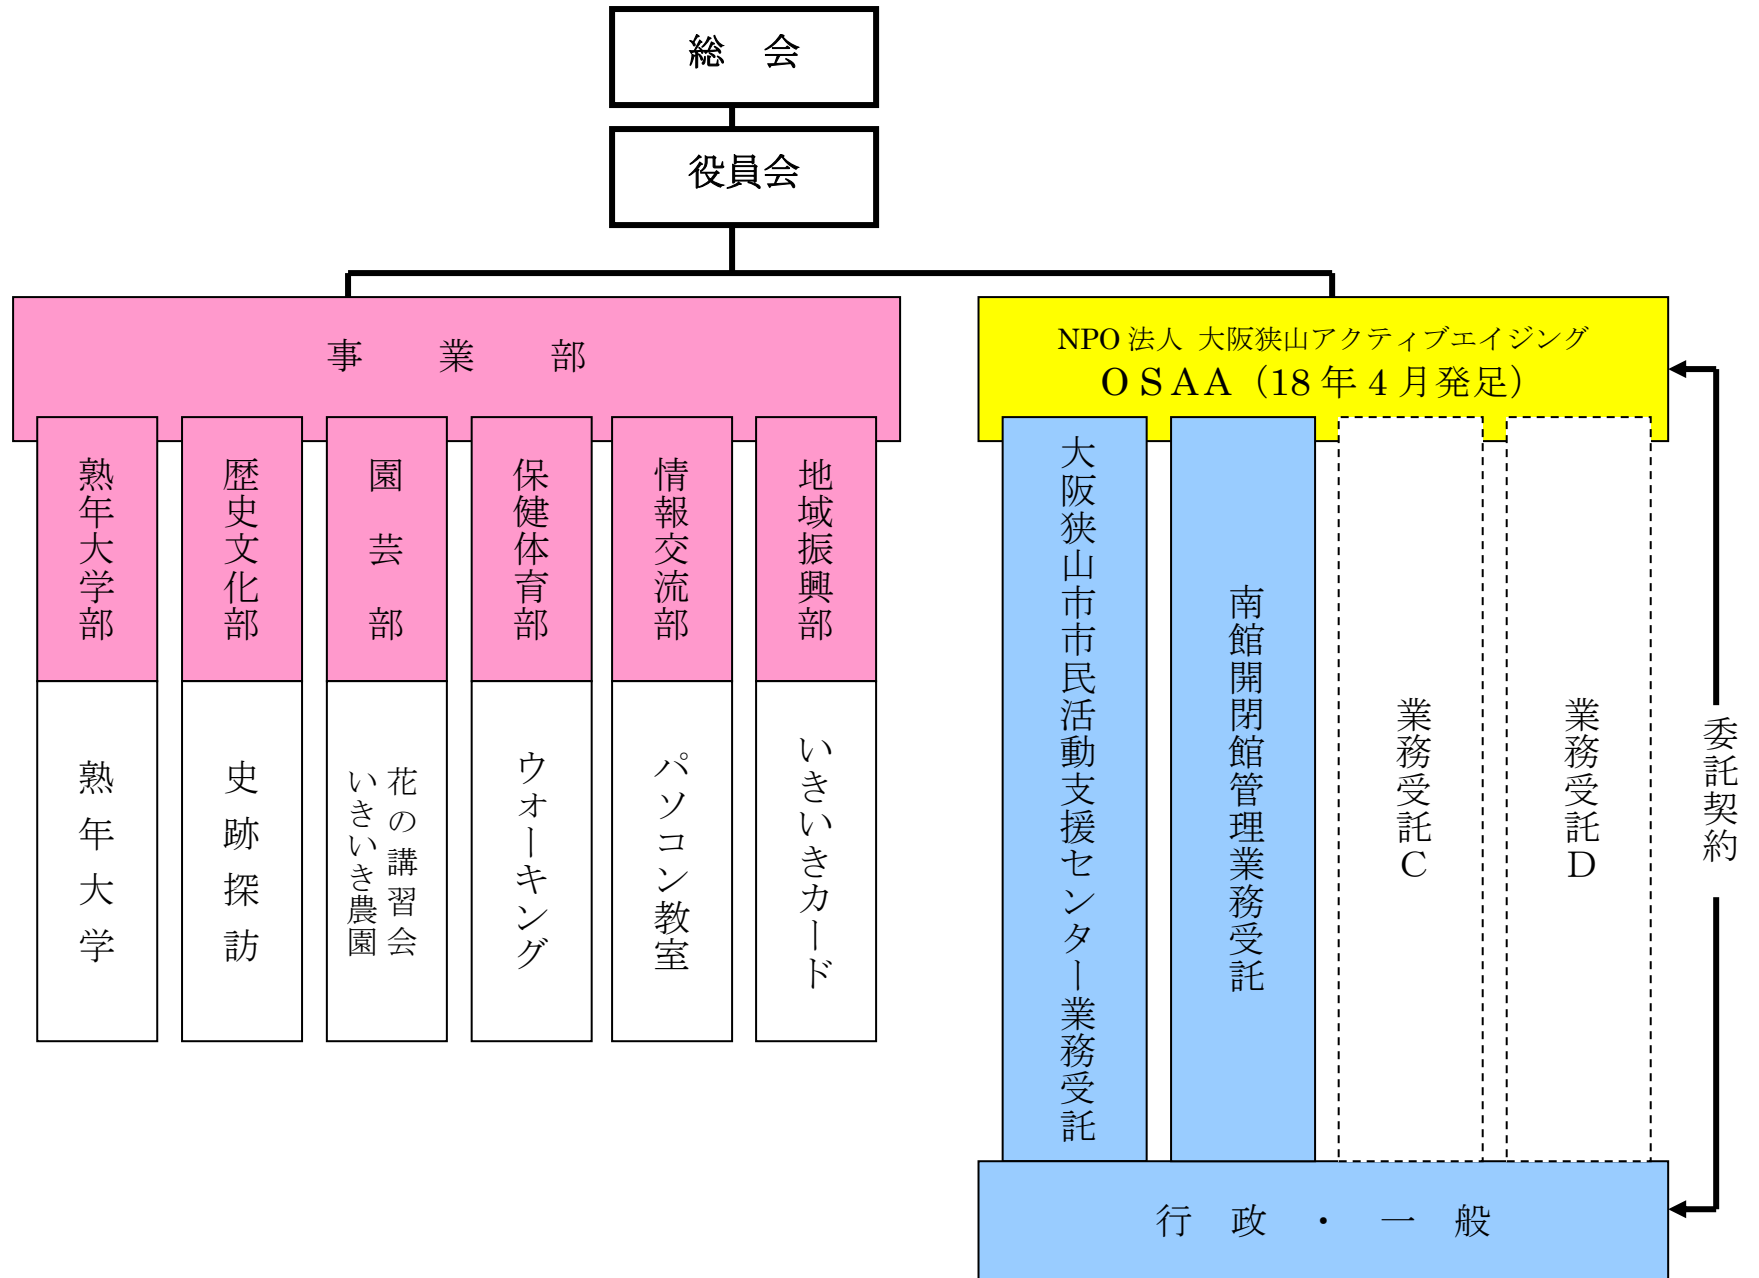 総　会
役員会
事　業　部
NPO 法人 大阪狭山アクティブエイジング
ＯＳＡＡ（18 年 4 月発足）
熟年大学部
歴史文化部
園芸部
保健体育部
情報交流部
地域振興部
熟年大学
史跡探訪
花の講習会
いきいき農園
ウオーキング
パソコン教室
いきいきカード
大阪狭山市市民活動支援センター業務受託
南館開閉館管理業務受託
業務受託Ｃ
業務受託Ｄ
委託契約
行　政　・　一　般